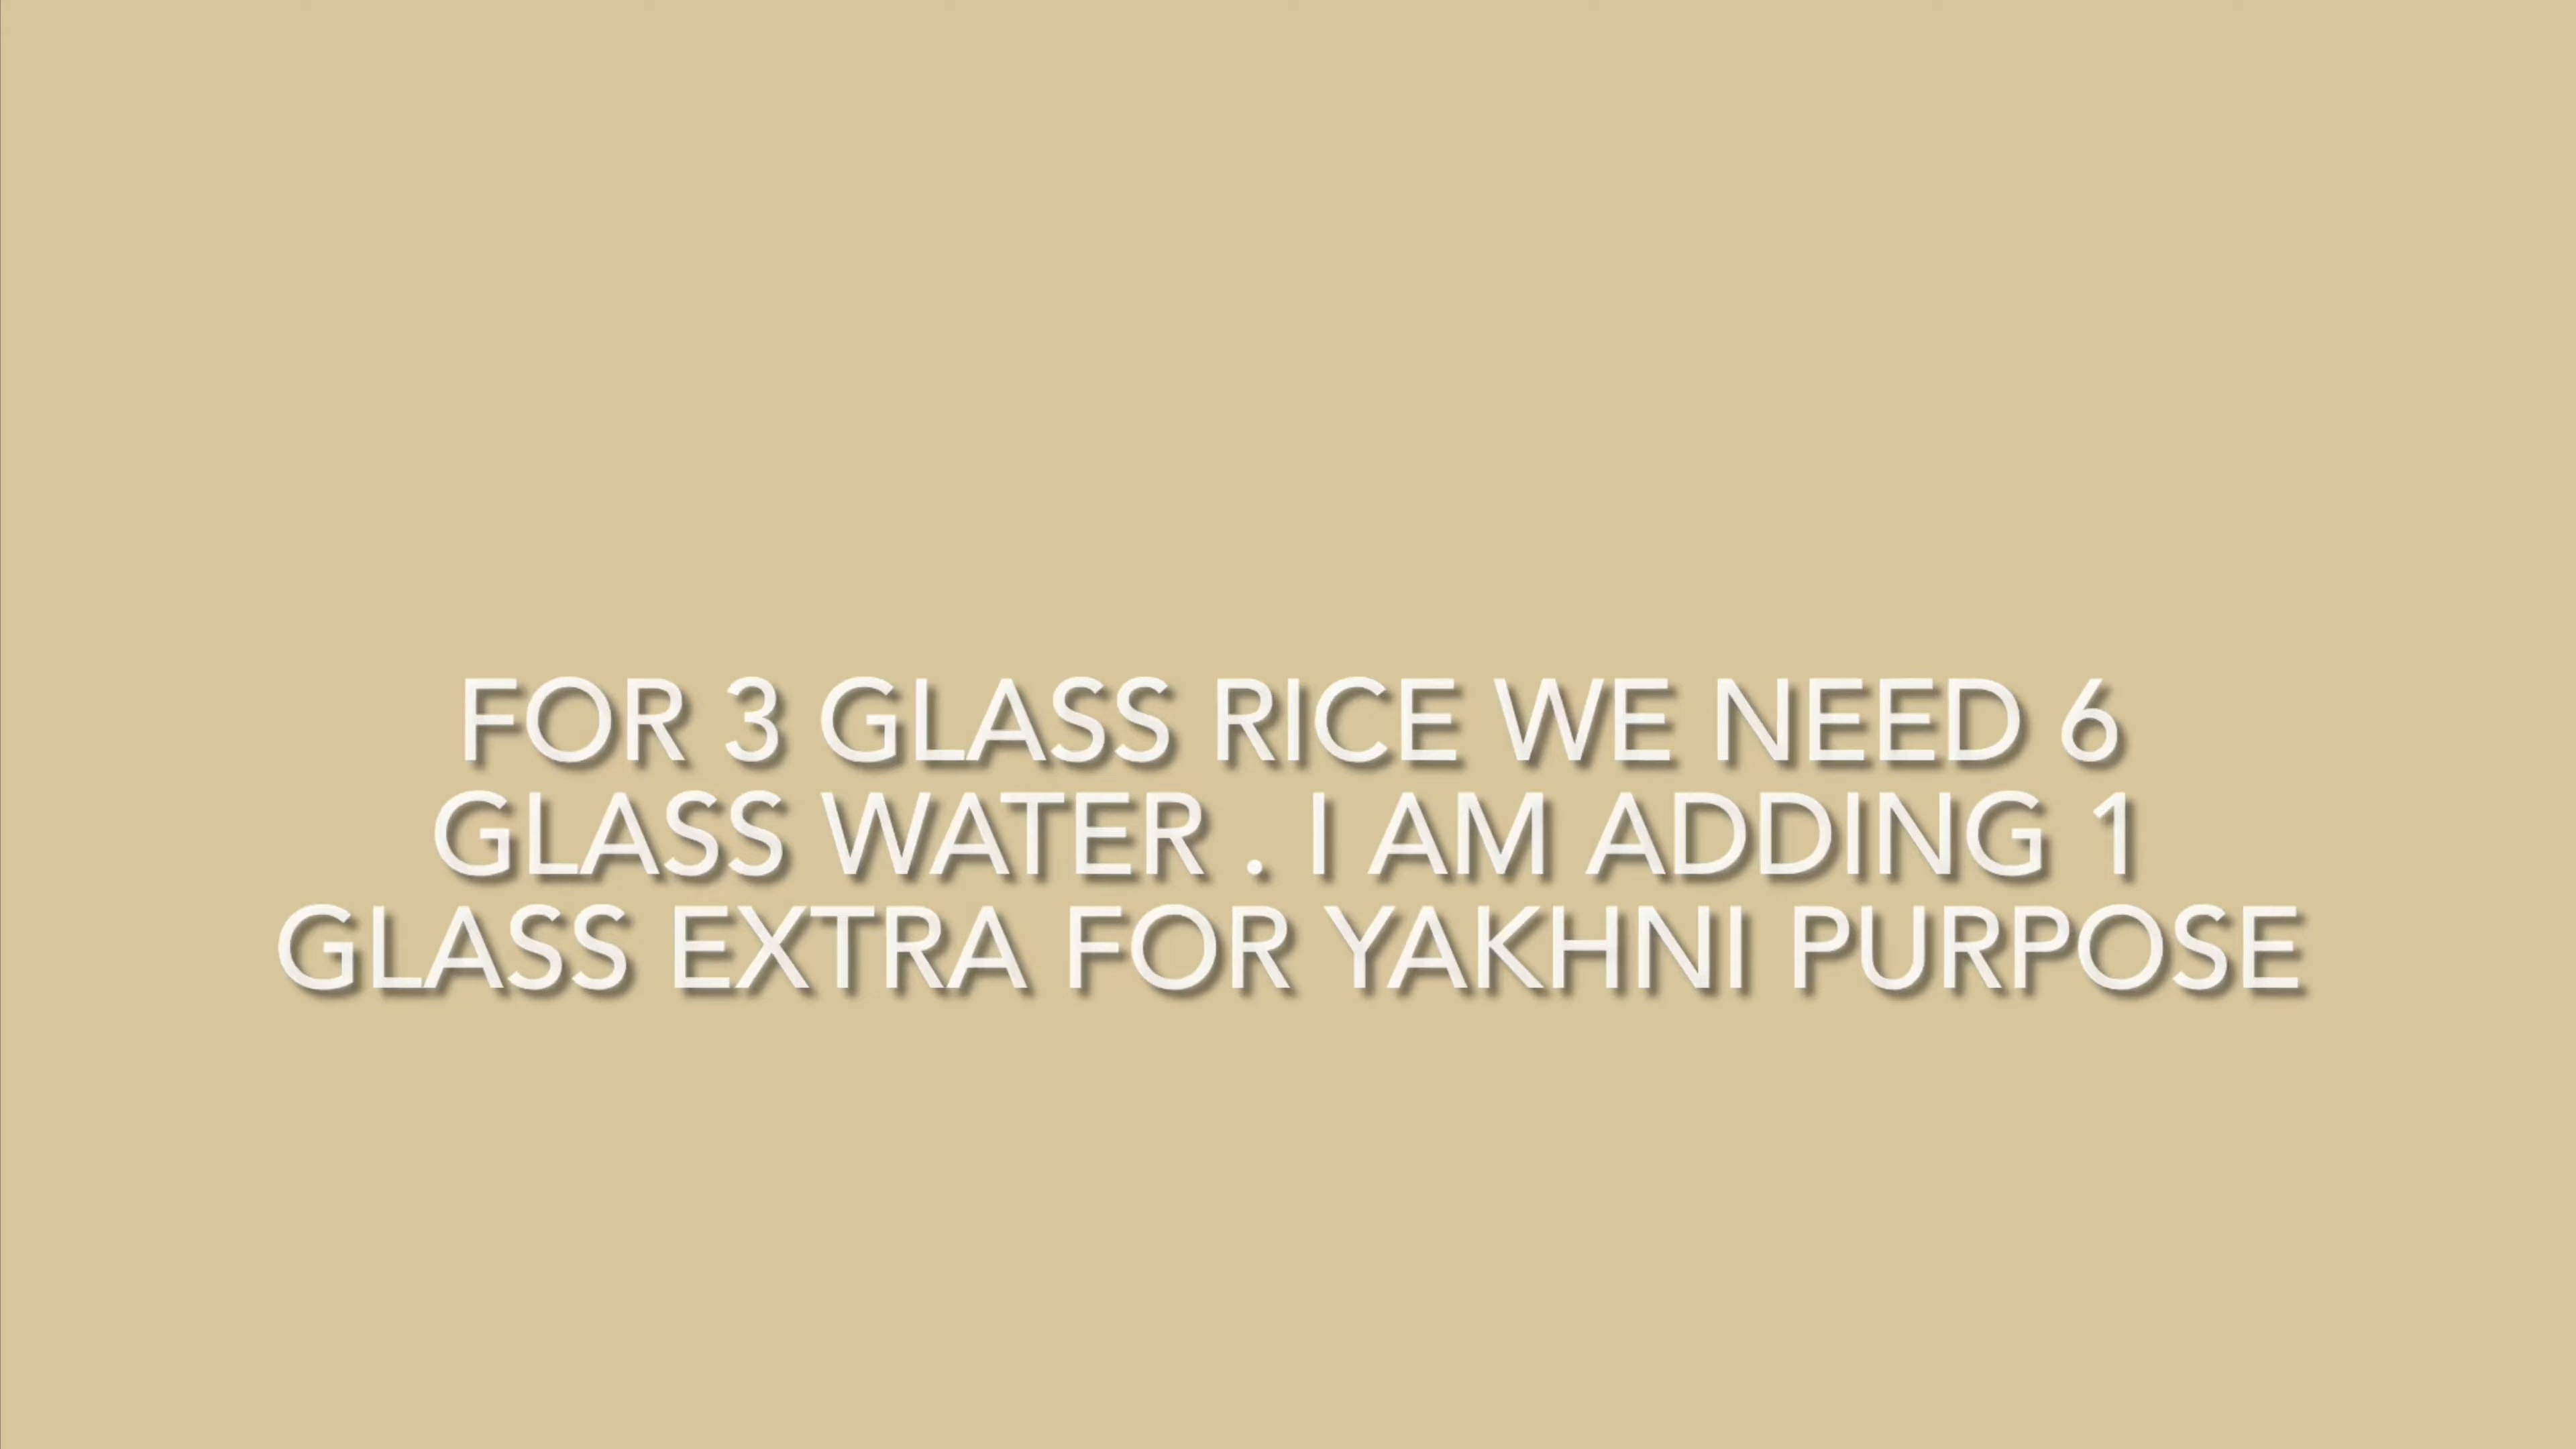 FOR 3 GLASS RICE WE NEED 6
GLASS WATER . I AM ADDING 1
GLASS EXTRA FOR YAKHNI PURPOSE